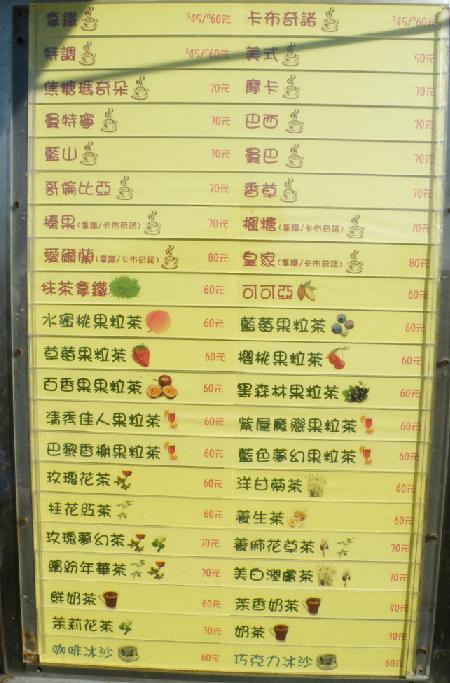 拿鐵 $45/60元
卡布奇諾 $45/60元
特調 $45/60元
美式 50元
焦糖瑪奇朵 70元
摩卡 70元
曼特寧 70元
巴西 70元
藍山 70元
曼巴 70元
哥倫比亞 70元
香草 70元
榛果(拿鐵/卡布奇諾) 70元
楓糖(拿鐵/卡布奇諾) 70元
愛爾蘭(拿鐵/卡布奇諾) 80元
皇家(拿鐵/卡布奇諾) 80元
抹茶拿鐵 60元
可可亞 60元
水蜜桃果粒茶 60元
藍莓果粒茶 60元
草莓果粒茶 60元
櫻桃果粒茶 60元
百香果果粒茶 60元
黑森林果粒茶 60元
清秀佳人果粒茶 60元
紫屋魔戀果粒茶 60元
巴黎香榭果粒茶 60元
藍色夢幻果粒茶 60元
玫瑰花茶 60元
洋甘菊茶 60元
桂花 茶 60元
養生茶 60元
玫瑰夢幻茶 70元
養師花草茶 70元
繽紛年華茶 70元
美白潤膚茶 70元
鮮奶茶 60元
茉香奶茶 40元
茉莉花茶 30元
奶茶 30元
咖啡冰沙 60元
巧克力冰沙 60元